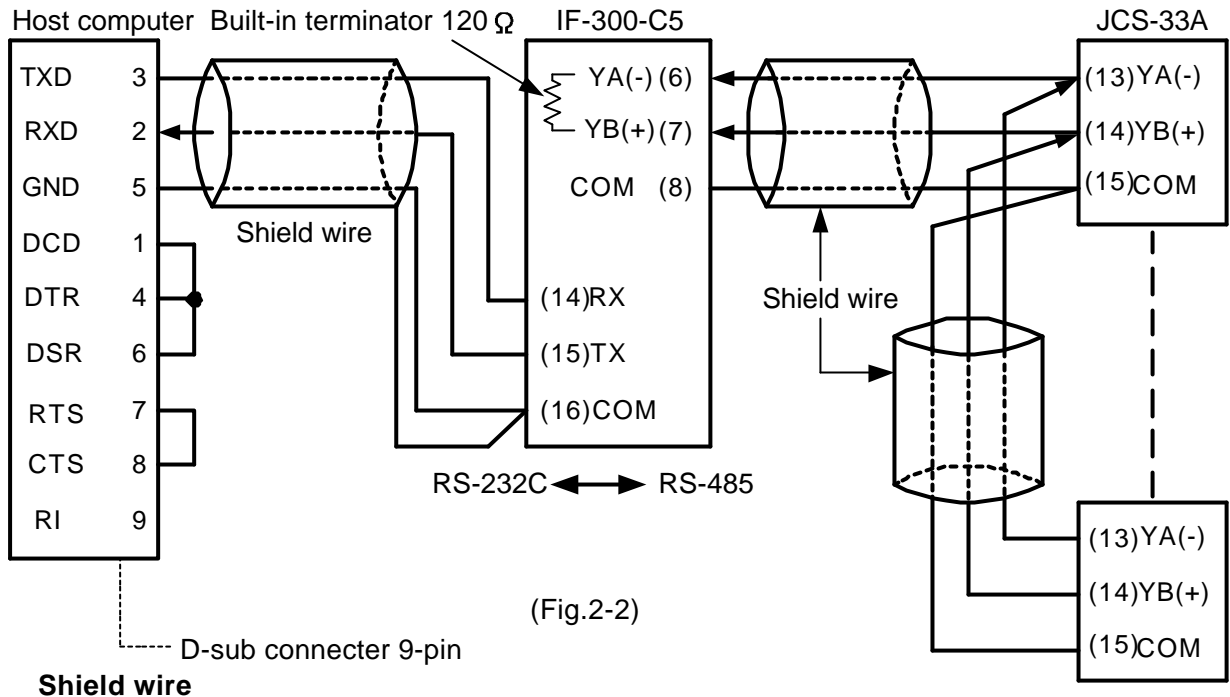 Host computer
Built-in terminator 120 Ω
IF-300-C5
JCS-33A
TXD 3
RXD 2
GND 5
DCD 1
DTR 4
DSR 6
RTS 7
CTS 8
RI 9
Shield wire
YA(-) (6)
YB(+) (7)
COM (8)
(14) RX
(15) TX
(16) COM
RS-232C
RS-485
Shield wire
(13) YA(-)
(14) YB(+)
(15) COM
(13) YA(-)
(14) YB(+)
(15) COM
(Fig.2-2)
D-sub connecter 9-pin
Shield wire